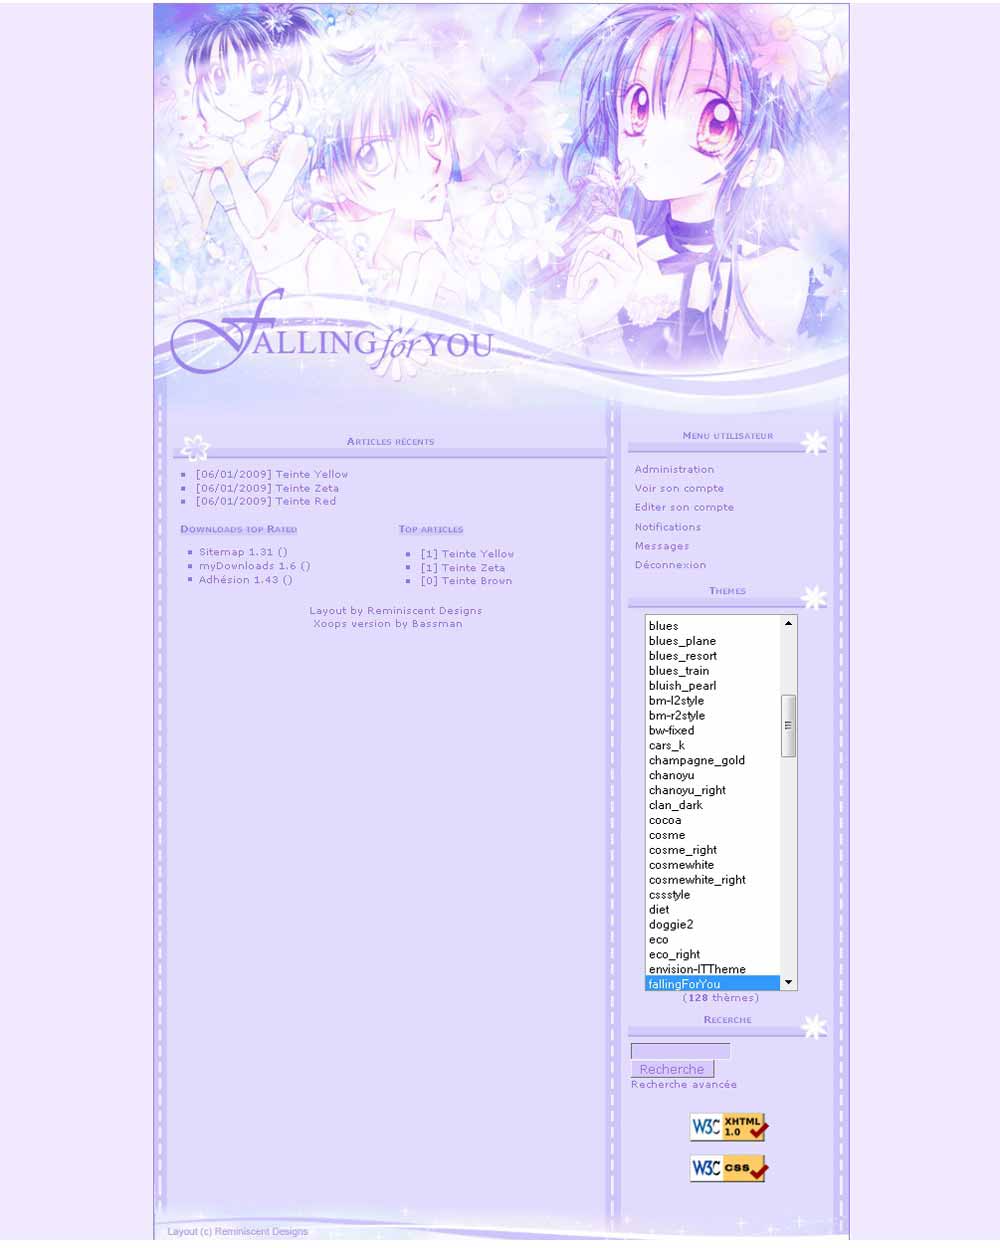 FALLING for YOU
Articles récents
[06/01/2009] Teinte Yellow
[06/01/2009] Teinte Zeta
[06/01/2009] Teinte Red
Downloads top Rated
Sitemap 1.31 ()
myDownloads 1.6 ()
Adhésion 1.43 ()
Top articles
[1] Teinte Yellow
[1] Teinte Zeta
[0] Teinte Brown
Layout by Reminiscent Designs
Xoops version by Bassman
Menu utilisateur
Administration
Voir son compte
Editer son compte
Notifications
Messages
Déconnexion
Themes
blues
blues_plane
blues_resort
blues_train
bluish_pearl
bm-l2style
bm-r2style
bw-fixed
cars_k
champagne_gold
chanoyu
chanoyu_right
clan_dark
cocoa
cosme
cosme_right
cosmewhite
cosmewhite_right
cssstyle
diet
doggie2
eco
eco_right
envision-ITTheme
fallingForYou
(128 thèmes)
Recerche
Recherche
Recherche avancée
W3C XHTML 1.0
W3C css
Layout (c) Reminiscent Designs